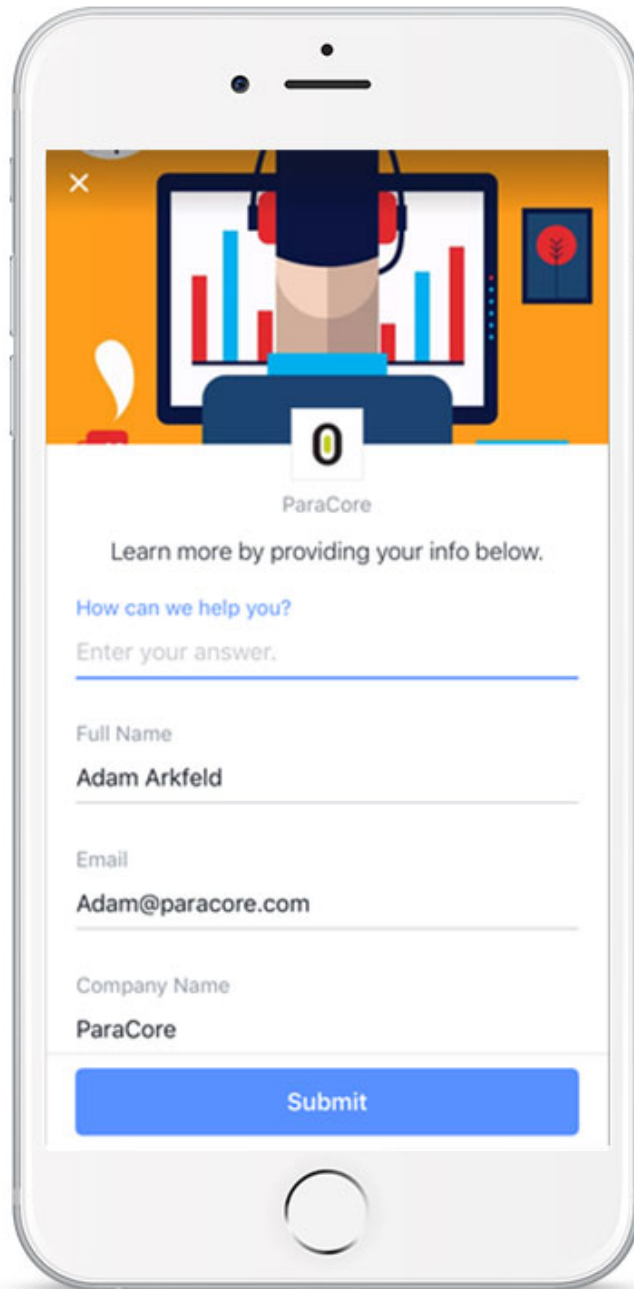 ParaCore
Learn more by providing your info below.
How can we help you?
Enter your answer.
Full Name
Adam Arkfeld
Email
Adam@paracore.com
Company Name
ParaCore
Submit